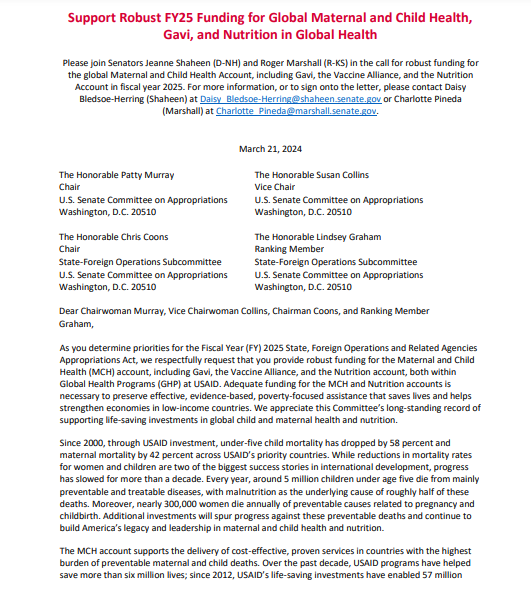 Support Robust FY25 Funding for Global Maternal and Child Health,
Gavi, and Nutrition in Global Health
Please join Senators Jeanne Shaheen (D-NH) and Roger Marshall (R-KS) in the call for robust funding for
the global Maternal and Child Health Account, including Gavi, the Vaccine Alliance, and the Nutrition
Account in fiscal year 2025. For more information, or to sign onto the letter, please contact Daisy
Bledsoe-Herring (Shaheen) at Daisy_Bledsoe-Herring@shaheen.senate.gov or Charlotte Pineda
(Marshall) at Charlotte_Pineda@marshall.senate.gov.
March 21, 2024
The Honorable Patty Murray
Chair
U.S. Senate Committee on Appropriations
Washington, D.C. 20510
The Honorable Susan Collins
Vice Chair
U.S. Senate Committee on Appropriations
Washington, D.C. 20510
The Honorable Chris Coons
Chair
State-Foreign Operations Subcommittee
U.S. Senate Committee on Appropriations
Washington, D.C. 20510
The Honorable Lindsey Graham
Ranking Member
State-Foreign Operations Subcommittee
U.S. Senate Committee on Appropriations
Washington, D.C. 20510
Dear Chairwoman Murray, Vice Chairwoman Collins, Chairman Coons, and Ranking Member
Graham,
As you determine priorities for the Fiscal Year (FY) 2025 State, Foreign Operations and Related Agencies
Appropriations Act, we respectfully request that you provide robust funding for the Maternal and Child
Health (MCH) account, including Gavi, the Vaccine Alliance, and the Nutrition account, both within
Global Health Programs (GHP) at USAID. Adequate funding for the MCH and Nutrition accounts is
necessary to preserve effective, evidence-based, poverty-focused assistance that saves lives and helps
strengthen economies in low-income countries. We appreciate this Committee's long-standing record of
supporting life-saving investments in global child and maternal health and nutrition.
Since 2000, through USAID investment, under-five child mortality has dropped by 58 percent and
maternal mortality by 42 percent across USAID's priority countries. While reductions in mortality rates
for women and children are two of the biggest success stories in international development, progress
has slowed for more than a decade. Every year, around 5 million children under age five die from mainly
preventable and treatable diseases, with malnutrition as the underlying cause of roughly half of these
deaths. Moreover, nearly 300,000 women die annually of preventable causes related to pregnancy and
childbirth. Additional investments will spur progress against these preventable deaths and continue to
build America's legacy and leadership in maternal and child health and nutrition.
The MCH account supports the delivery of cost-effective, proven services in countries with the highest
burden of preventable maternal and child deaths. Over the past decade, USAID programs have helped
save more than six million lives; since 2012, USAID's life-saving investments have enabled 57 million